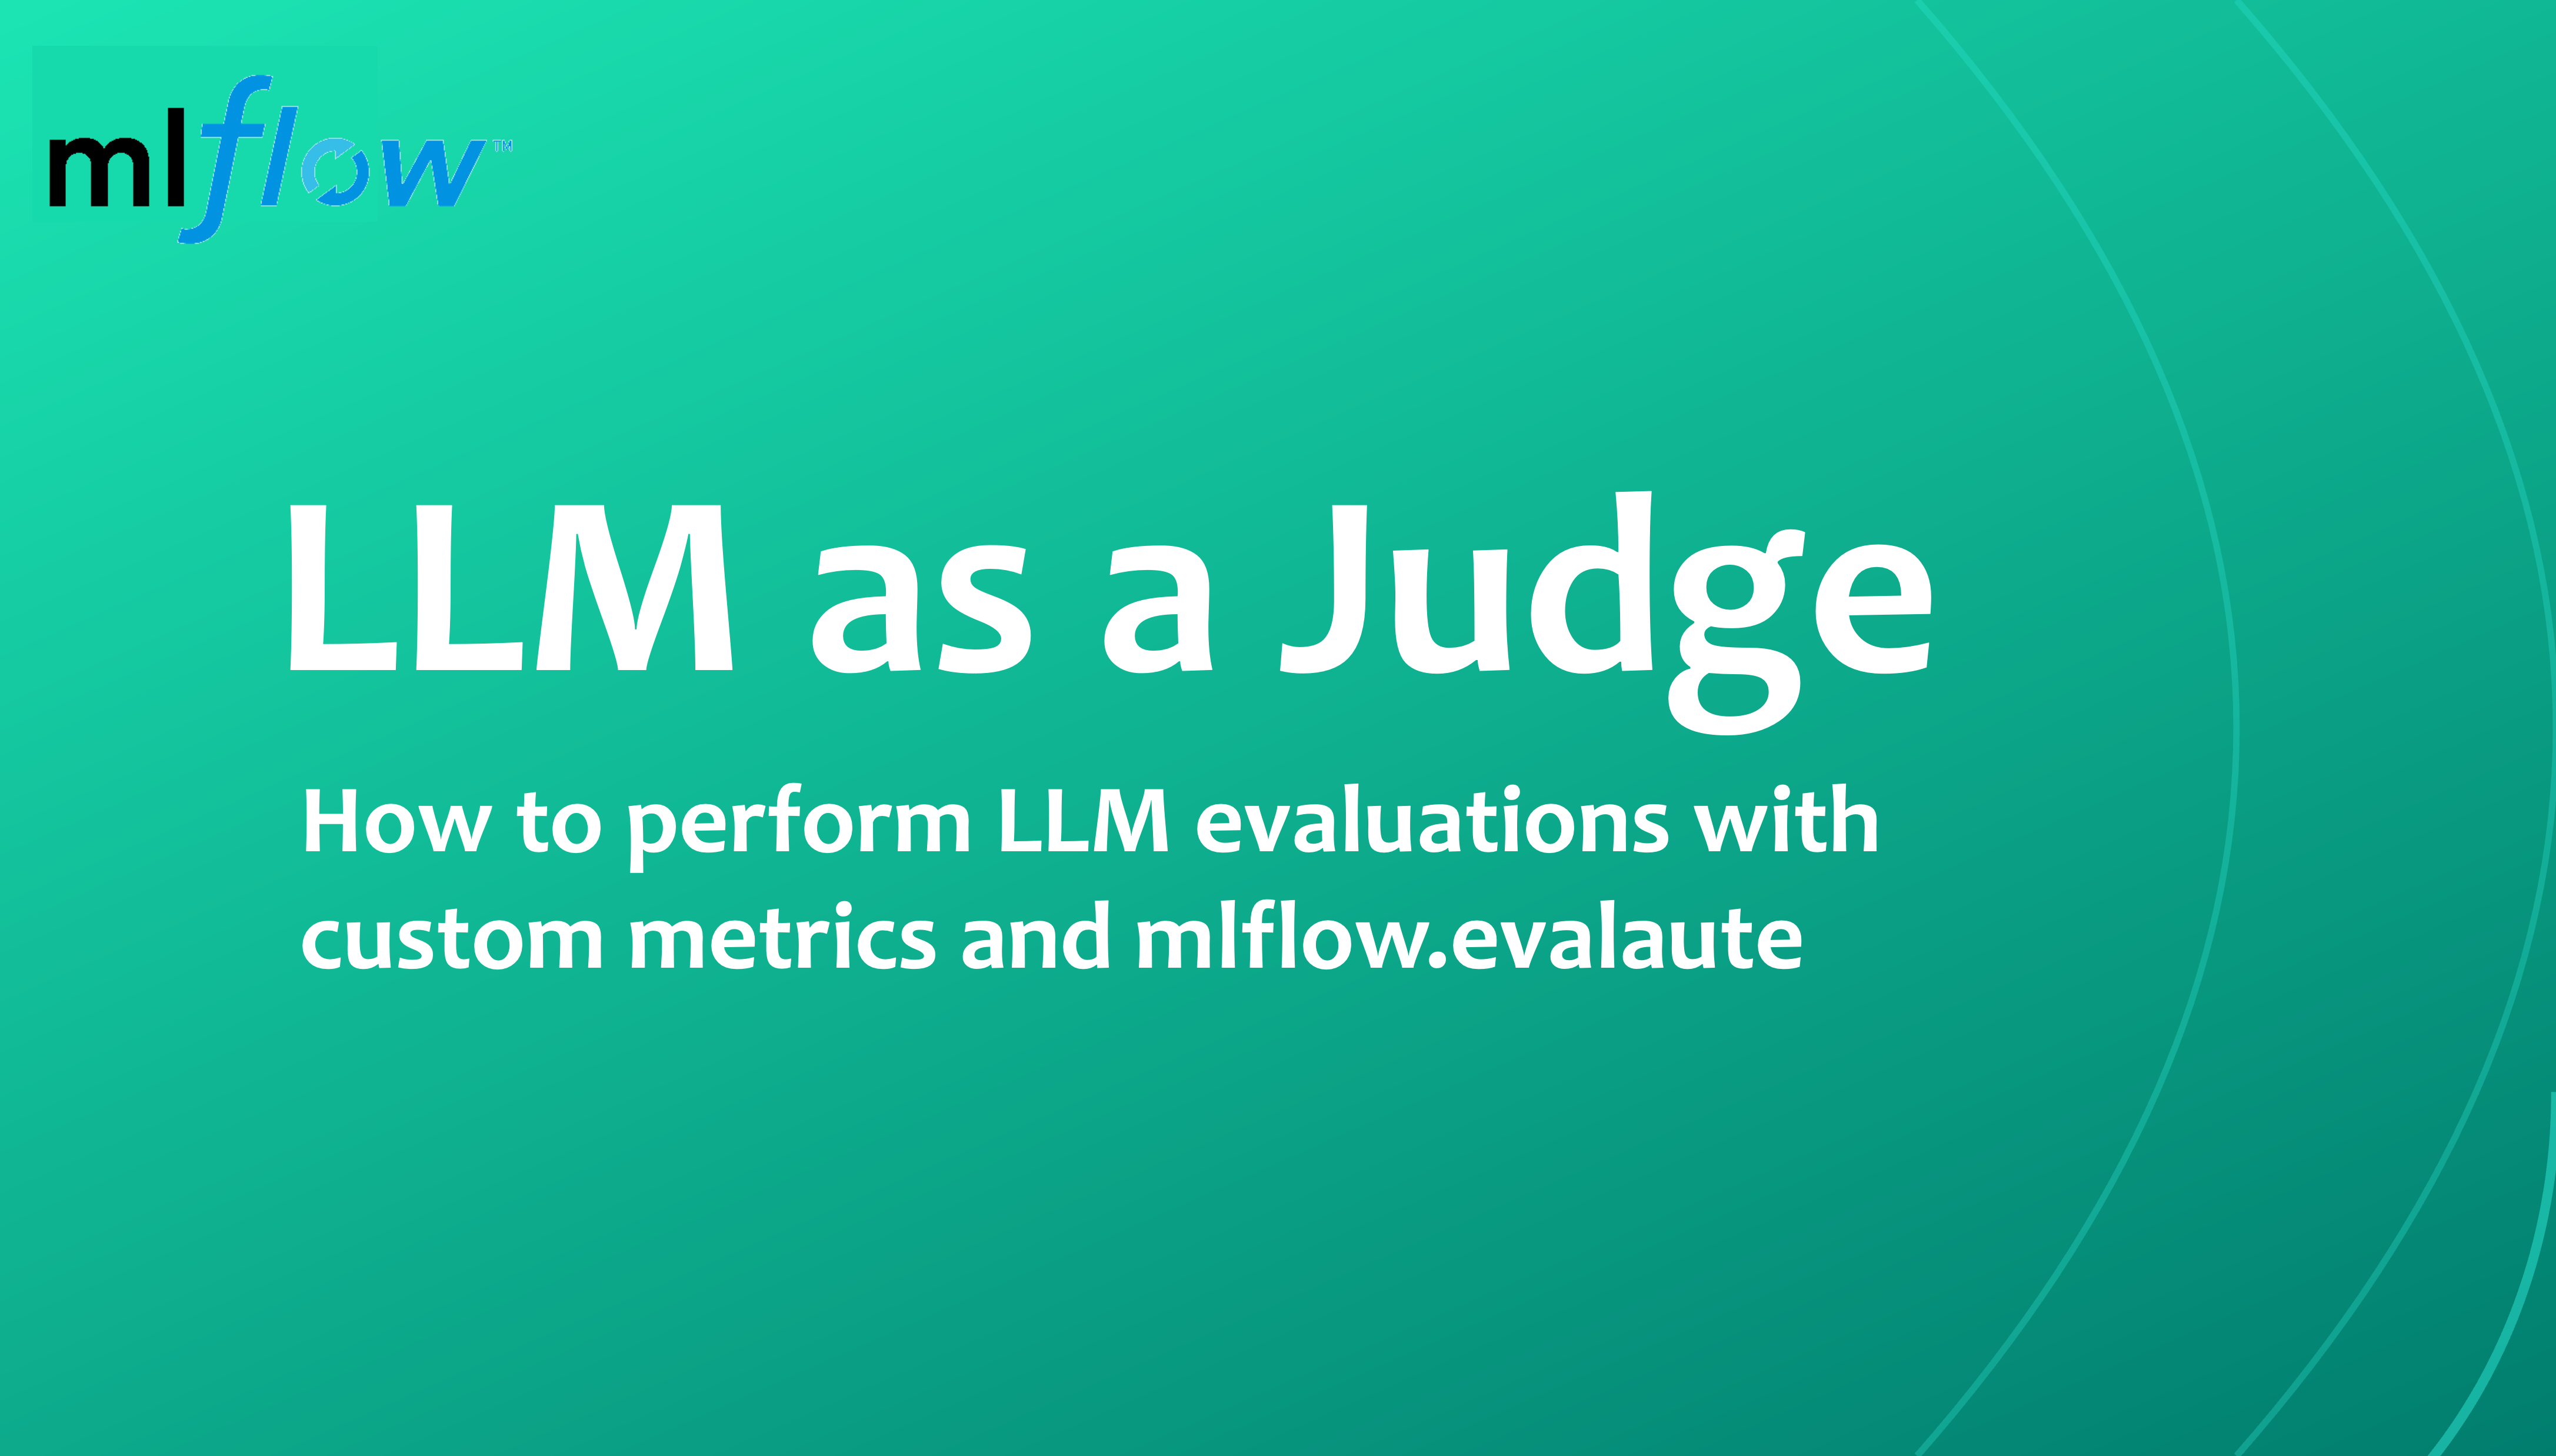 mlflow™
LLM as a Judge
How to perform LLM evaluations with
custom metrics and mlflow.evalaute